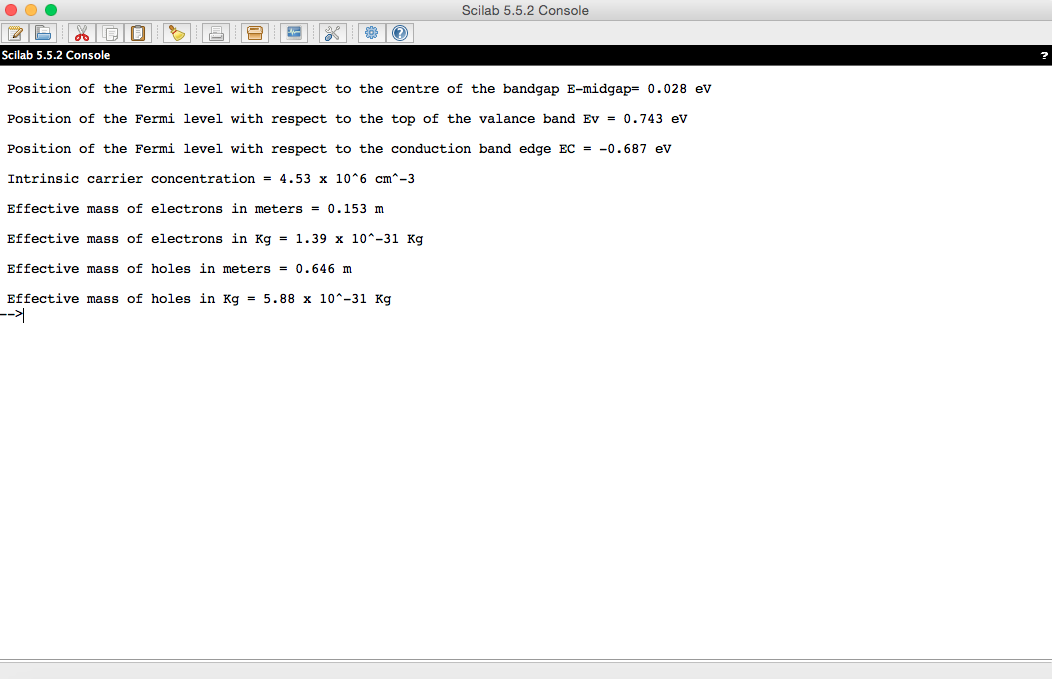 Scilab 5.5.2 Console
Scilab 5.5.2 Console ?
Position of the Fermi level with respect to the centre of the bandgap E-midgap= 0.028 eV
Position of the Fermi level with respect to the top of the valance band Ev = 0.743 eV
Position of the Fermi level with respect to the conduction band edge EC = -0.687 eV
Intrinsic carrier concentration = 4.53 x 10^6 cm^-3
Effective mass of electrons in meters = 0.153 m
Effective mass of electrons in Kg = 1.39 x 10^-31 Kg
Effective mass of holes in meters = 0.646 m
Effective mass of holes in Kg = 5.88 x 10^-31 Kg
-->